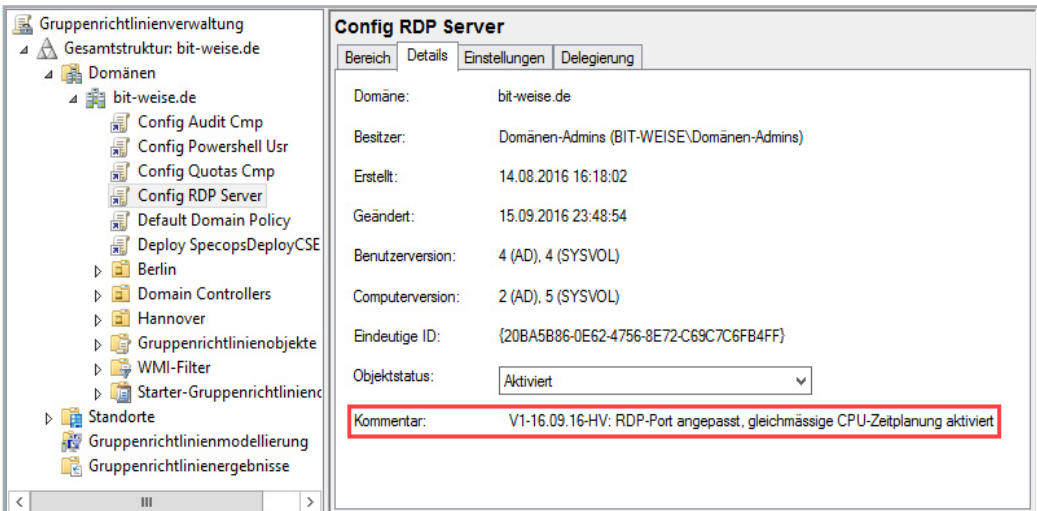 Gruppenrichtlinienverwaltung
Gesamtstruktur: bit-weise.de
Domänen
bit-weise.de
Config Audit Cmp
Config Powershell Usr
Config Quotas Cmp
Config RDP Server
Default Domain Policy
Deploy SpecopsDeployCSE
Berlin
Domain Controllers
Hannover
Gruppenrichtlinienobjekte
WMI-Filter
Starter-Gruppenrichtlinienc
Standorte
Gruppenrichtlinienmodellierung
Gruppenrichtlinienergebnisse
Config RDP Server
Bereich Details Einstellungen Delegierung
Domäne: bit-weise.de
Besitzer: Domänen-Admins (BIT-WEISE\Domänen-Admins)
Erstellt: 14.08.2016 16:18:02
Geändert: 15.09.2016 23:48:54
Benutzerversion: 4 (AD), 4 (SYSVOL)
Computerversion: 2 (AD), 5 (SYSVOL)
Eindeutige ID: {20BA5B86-0E62-4756-8E72-C69C7C6FB4FF}
Objektstatus: Aktiviert
Kommentar: V1-16.09.16-HV: RDP-Port angepasst, gleichmässige CPU-Zeitplanung aktiviert